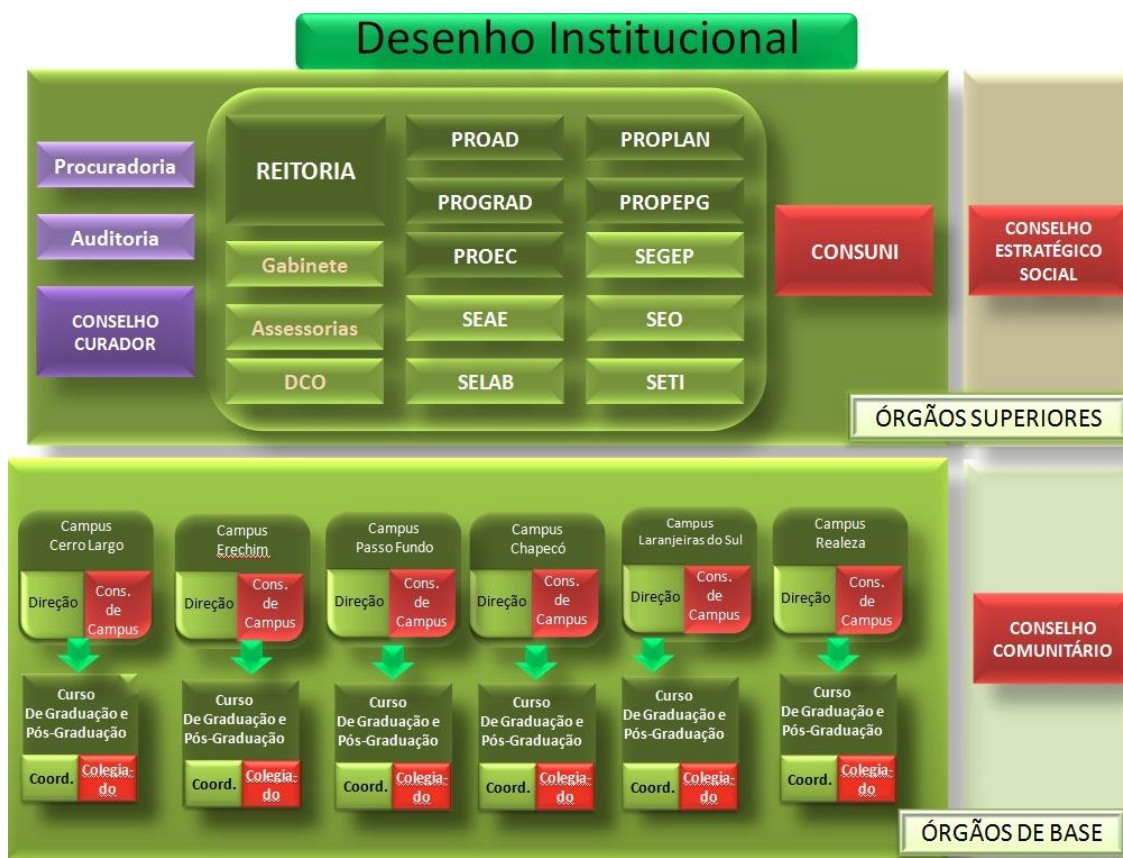 Desenho Institucional
Procuradoria
Auditoria
CONSELHO
CURADOR
REITORIA
Gabinete
Assessorias
DCO
PROAD
PROGRAD
PROEC
SEAE
SELAB
PROPLAN
PROPEPG
SEGEP
SEO
SETI
CONSUNI
CONSELHO
ESTRATÉGICO
SOCIAL
ÓRGÃOS SUPERIORES
Campus
Cerro Largo
Direção
Cons.
de
Campus
Curso
De Graduação e
Pós-Graduação
Coord.
Colegia-
do
Campus
Erechim
Direção
Cons.
de
Campus
Curso
De Graduação e
Pós-Graduação
Coord.
Colegia-
do
Campus
Passo Fundo
Direção
Cons.
de
Campus
Curso
De Graduação e
Pós-Graduação
Coord.
Colegia-
do
Campus
Chapecó
Direção
Cons.
de
Campus
Curso
De Graduação e
Pós-Graduação
Coord.
Colegia-
do
Campus
Laranjeiras do Sul
Direção
Cons.
de
Campus
Curso
De Graduação e
Pós-Graduação
Coord.
Colegia-
do
Campus
Realeza
Direção
Cons.
de
Campus
Curso
De Graduação e
Pós-Graduação
Coord.
Colegia-
do
CONSELHO
COMUNITÁRIO
ÓRGÃOS DE BASE